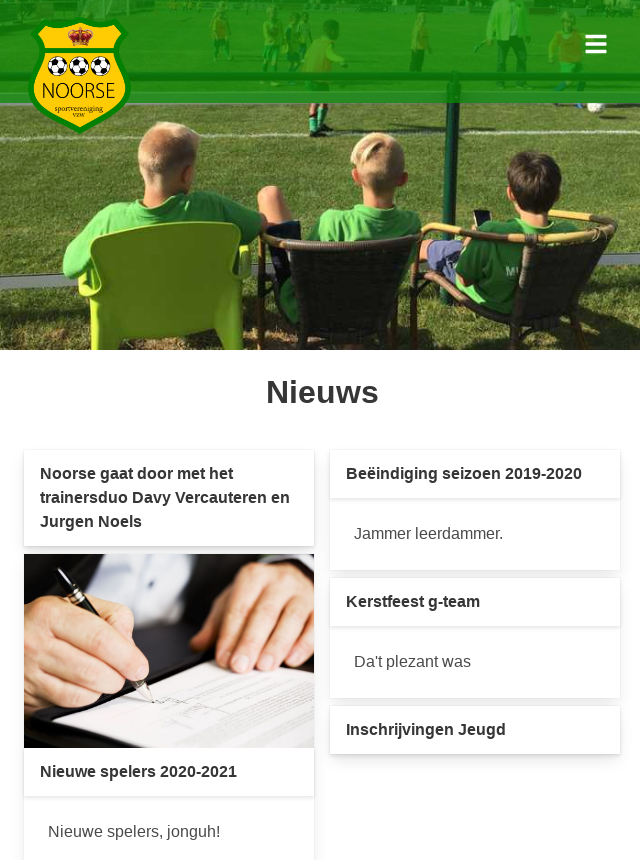 NOORSE
sportvereniging
vzw
Nieuws
Noorse gaat door met het
trainersduo Davy Vercauteren en
Jurgen Noels
Nieuwe spelers 2020-2021
Nieuwe spelers, jonguh!
Beëindiging seizoen 2019-2020
Jammer leerdammer.
Kerstfeest g-team
Da't plezant was
Inschrijvingen Jeugd